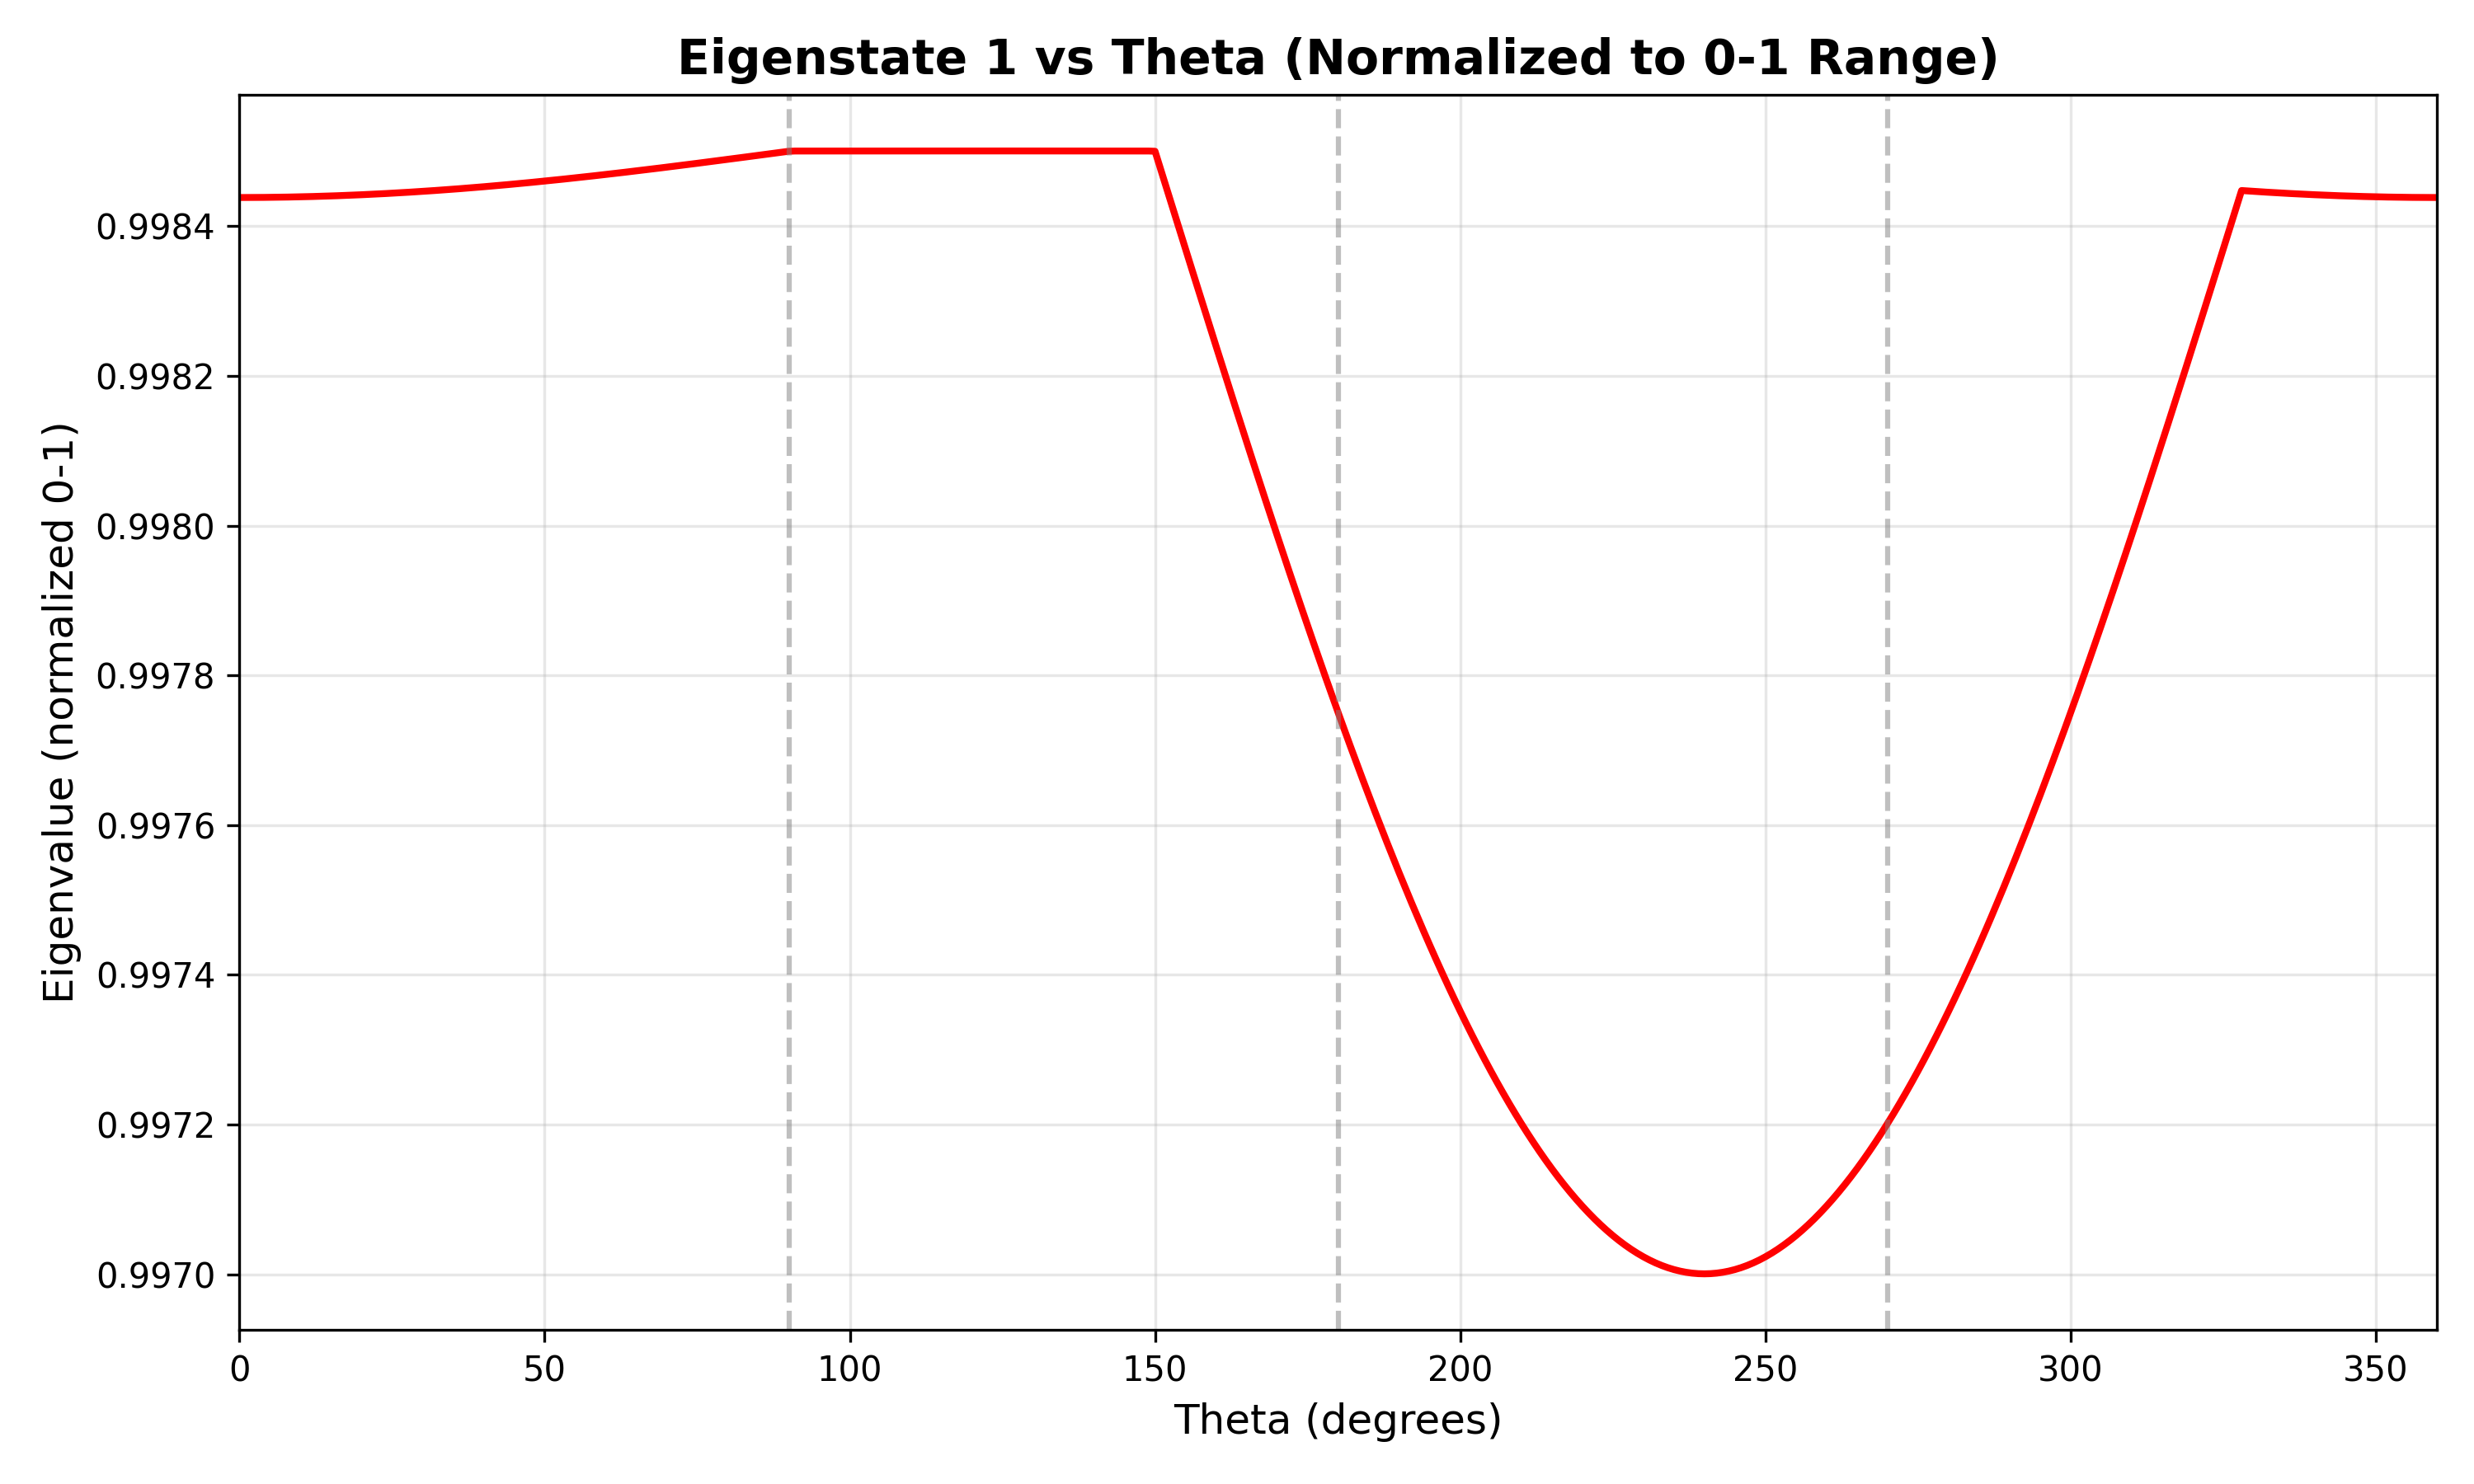 Eigenstate 1 vs Theta (Normalized to 0-1 Range)
Eigenvalue (normalized 0-1)
0.9984
0.9982
0.9980
0.9978
0.9976
0.9974
0.9972
0.9970
0 50 100 150 200 250 300 350
Theta (degrees)